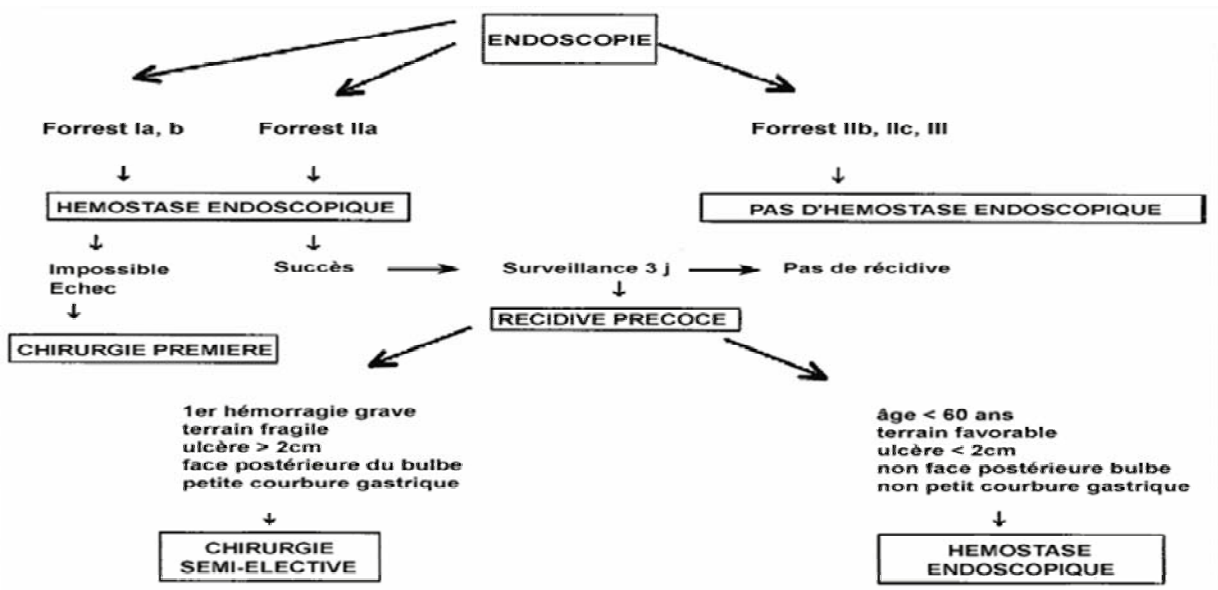 ENDOSCOPIE
Forrest Ia, b
Forrest IIa
Forrest IIb, IIc, III
HEMOSTASE ENDOSCOPIQUE
PAS D'HEMOSTASE ENDOSCOPIQUE
Impossible
Echec
Succès
Surveillance 3 j
Pas de récidive
RECIDIVE PRECOCE
CHIRURGIE PREMIERE
1er hémorragie grave
terrain fragile
ulcère > 2cm
face postérieure du bulbe
petite courbure gastrique
âge < 60 ans
terrain favorable
ulcère < 2cm
non face postérieure bulbe
non petit courbure gastrique
CHIRURGIE
SEMI-ELECTIVE
HEMOSTASE
ENDOSCOPIQUE